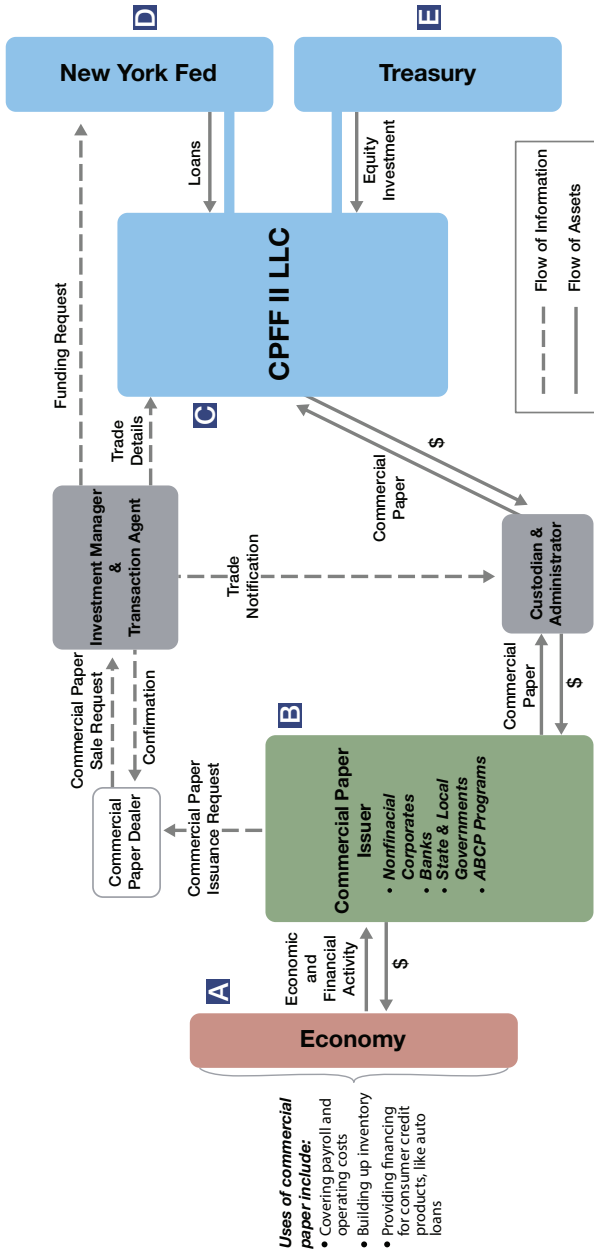 Uses of commercial
paper include:
• Covering payroll and
operating costs
• Building up inventory
• Providing financing
for consumer credit
products, like auto
loans
A
Economy
Economic
and
Financial
Activity
$
B
Commercial Paper
Issuer
• Nonfinacial
Corporates
• Banks
• State & Local
Governments
• ABCP Programs
Commercial Paper
Issuance Request
Commercial
Paper Dealer
Commercial Paper
Sale Request
Confirmation
Investment Manager
&
Transaction Agent
Funding Request
Trade
Details
Trade
Notification
Commercial
Paper
$
Custodian &
Administrator
Commercial
Paper
$
C
CPFF II LLC
Loans
Equity
Investment
D
New York Fed
E
Treasury
Flow of Information
Flow of Assets